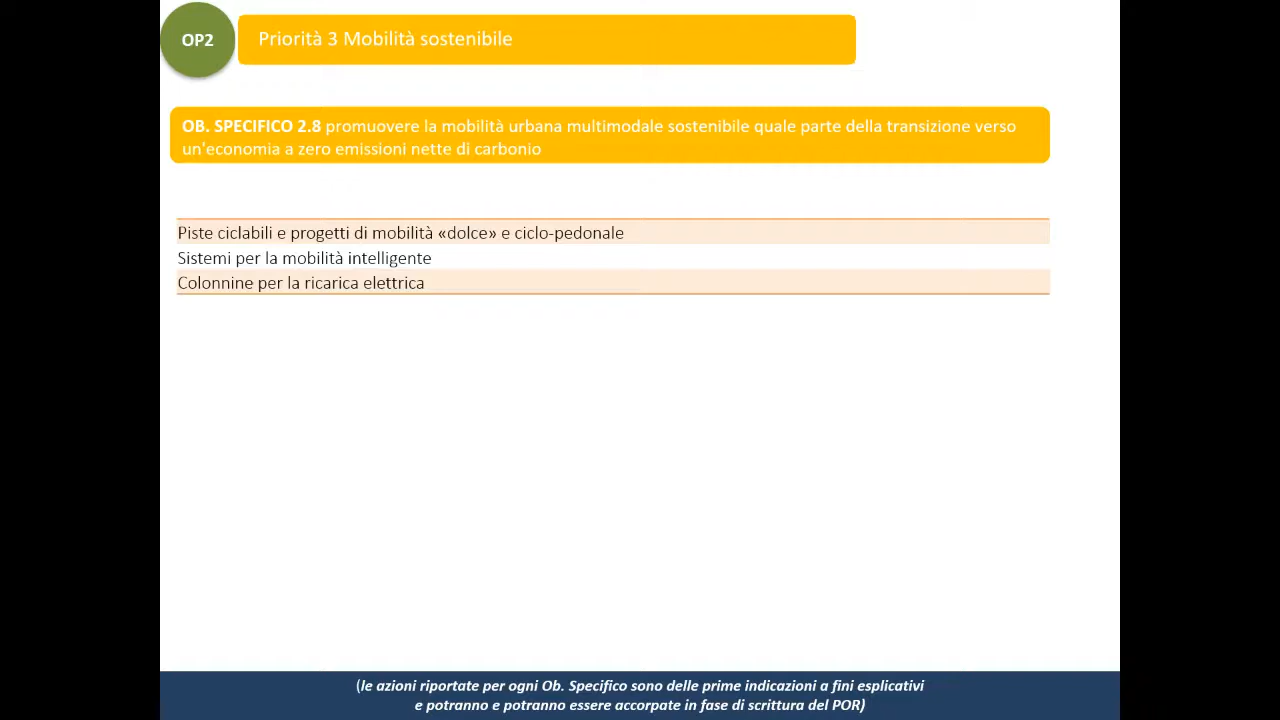 OP2
Priorità 3 Mobilità sostenibile
OB. SPECIFICO 2.8 promuovere la mobilità urbana multimodale sostenibile quale parte della transizione verso
un'economia a zero emissioni nette di carbonio
Piste ciclabili e progetti di mobilità «dolce» e ciclo-pedonale
Sistemi per la mobilità intelligente
Colonnine per la ricarica elettrica
(le azioni riportate per ogni Ob. Specifico sono delle prime indicazioni a fini esplicativi
e potranno e potranno essere accorpate in fase di scrittura del POR)